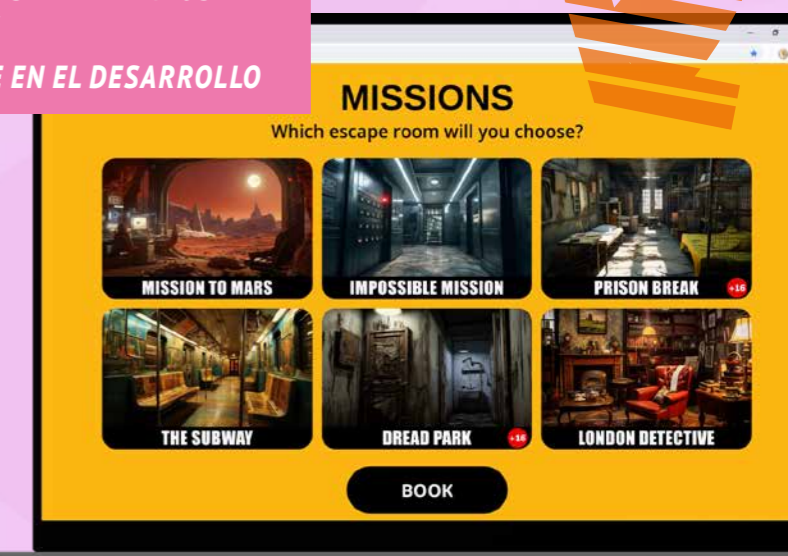 E EN EL DESARROLLO
MISSIONS
Which escape room will you choose?
MISSION TO MARS
IMPOSSIBLE MISSION
PRISON BREAK
+16
THE SUBWAY
DREAD PARK
+16
LONDON DETECTIVE
BOOK